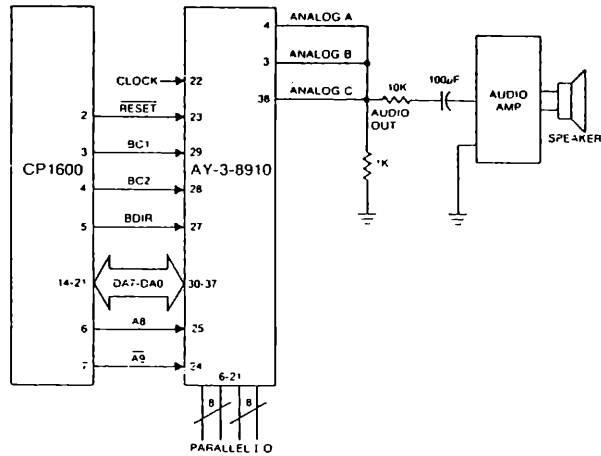 4 ANALOG A
3 ANALOG B
38 ANALOG C
10K
100µF
AUDIO OUT
1K
AUDIO AMP
SPEAKER
CP1600
AY-3-8910
CLOCK 22
2 RESET 23
3 BC1 29
4 BC2 28
5 BDIR 27
14-21 DA7-DA0 30-37
6 A8 25
7 A9 24
6-21
8 8
PARALLEL I O